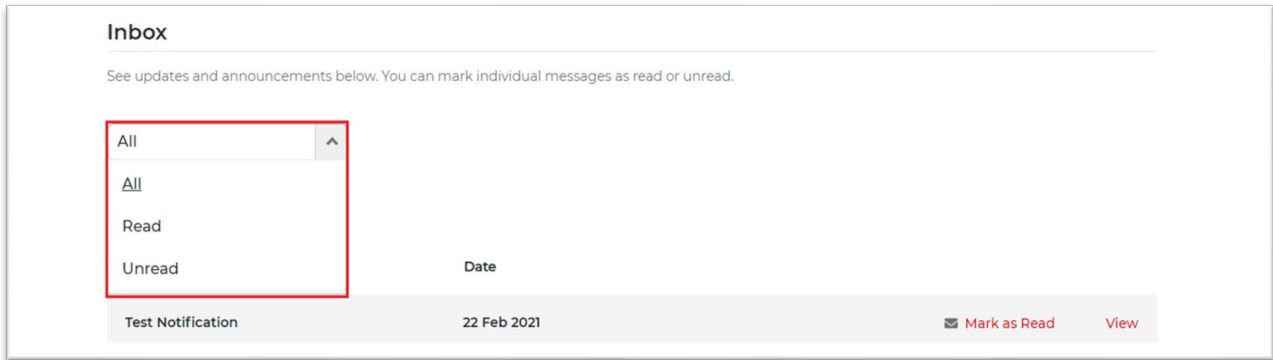 Inbox
See updates and announcements below. You can mark individual messages as read or unread.
All
All
Read
Unread
Date
Test Notification 22 Feb 2021 Mark as Read View